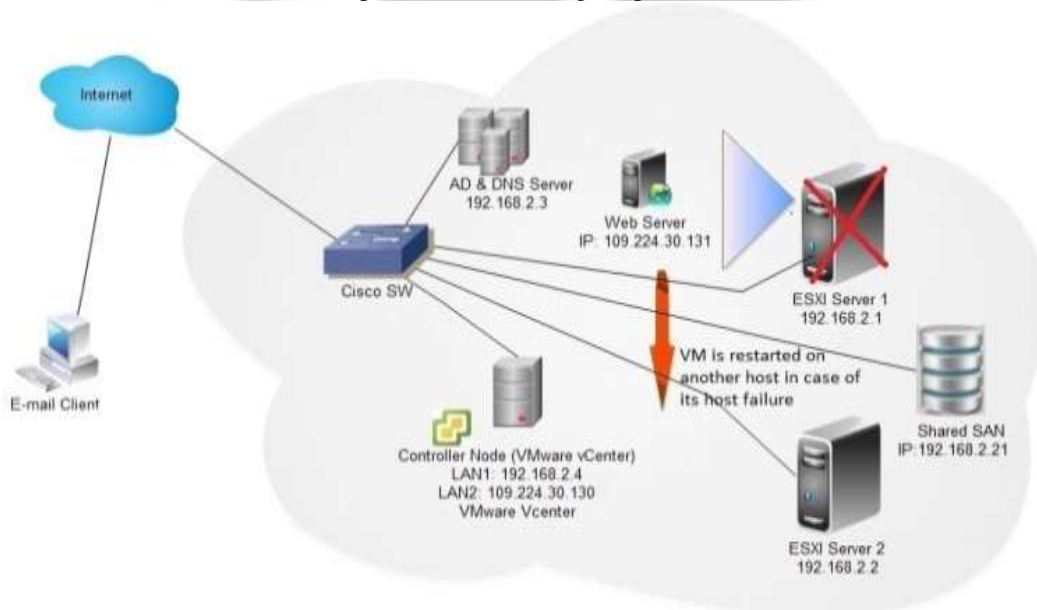 Internet
AD & DNS Server
192.168.2.3
Web Server
IP: 109.224.30.131
Cisco SW
ESXI Server 1
192.168.2.1
VM is restarted on
another host in case of
its host failure
E-mail Client
Shared SAN
IP:192.168.2.21
Controller Node (VMware vCenter)
LAN1: 192.168.2.4
LAN2: 109.224.30.130
VMware Vcenter
ESXI Server 2
192.168.2.2